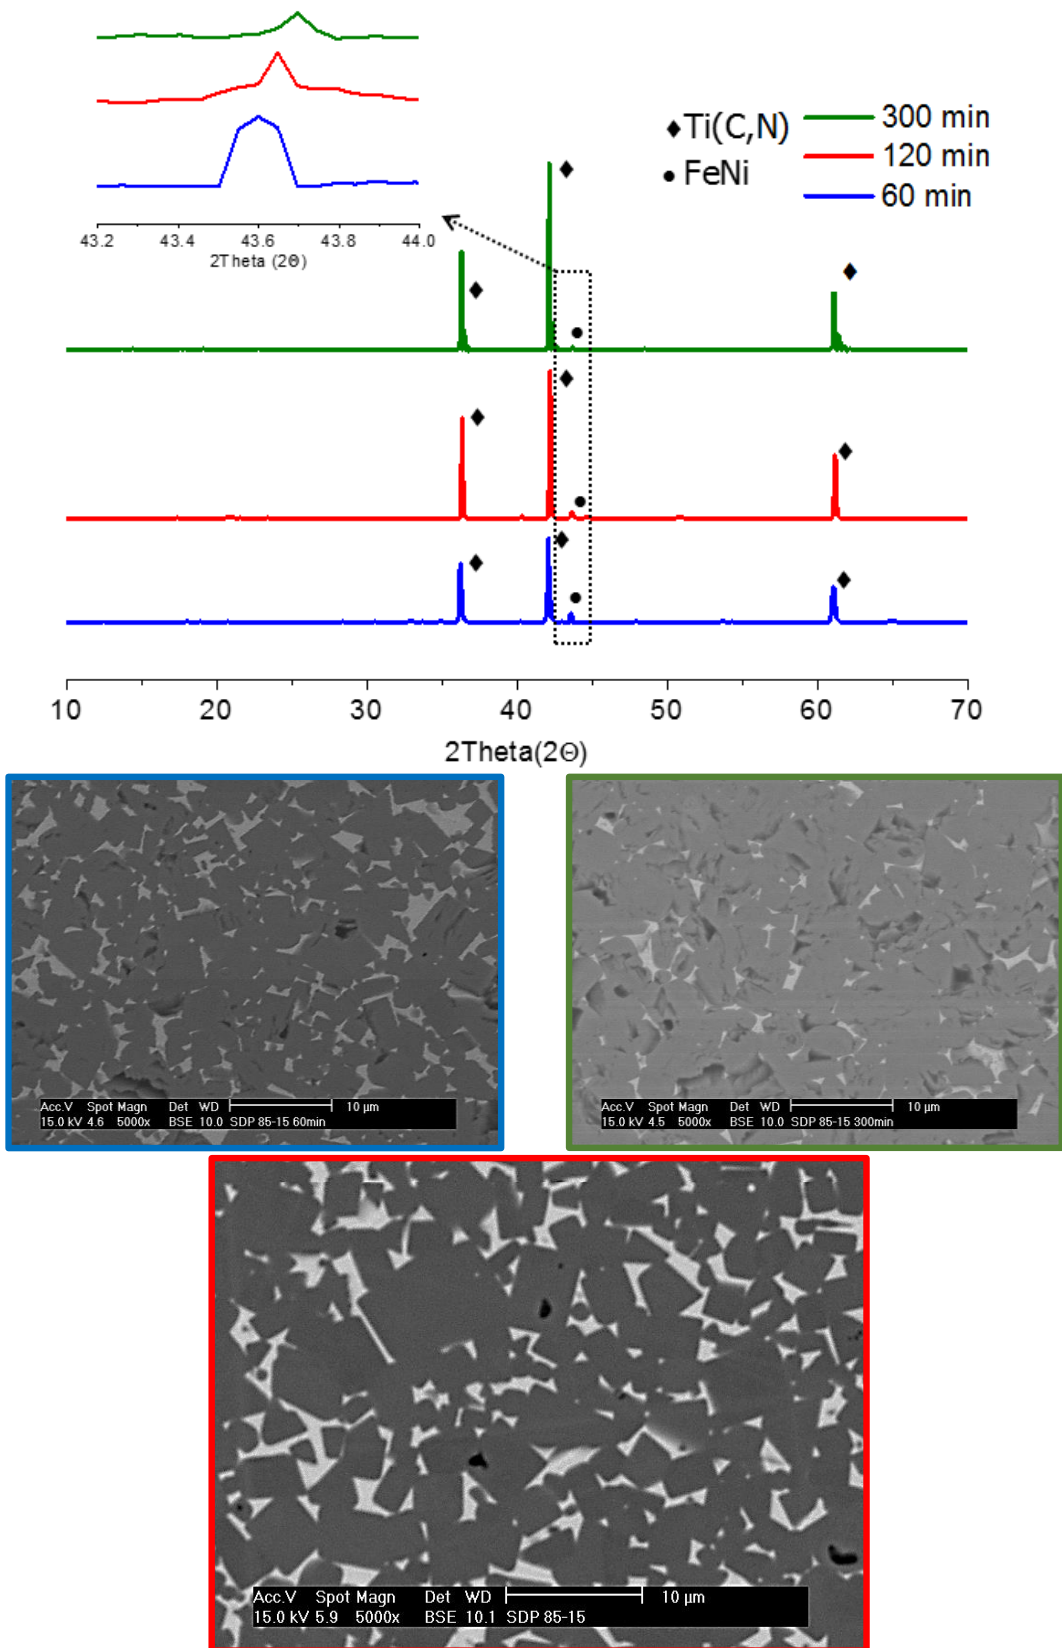 ♦Ti(C,N)
● FeNi
300 min
120 min
60 min
43.2 43.4 43.6 43.8 44.0
2Theta (2Θ)
10 20 30 40 50 60 70
2Theta(2Θ)
Acc.V Spot Magn Det WD 10 µm
15.0 kV 4.6 5000x BSE 10.0 SDP 85-15 60min
Acc.V Spot Magn Det WD 10 µm
15.0 kV 4.5 5000x BSE 10.0 SDP 85-15 300min
Acc.V Spot Magn Det WD 10 µm
15.0 kV 5.9 5000x BSE 10.1 SDP 85-15